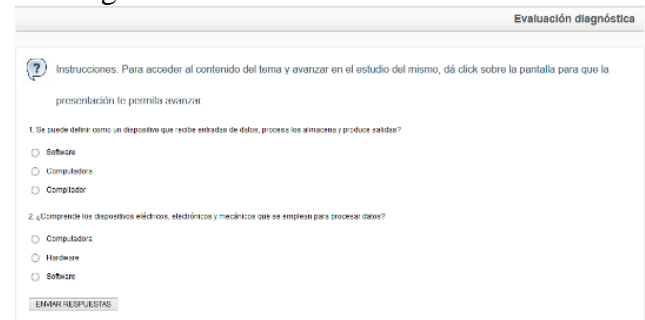 Evaluación diagnóstica
Instrucciones: Para acceder al contenido del tema y avanzar en el estudio del mismo, dá click sobre la pantalla para que la
presentación te permita avanzar
1. Se puede definir como un dispositivo que recibe entradas de datos, procesa los almacena y produce salidas?
Software
Computadora
Compilador
2. ¿Comprende los dispositivos eléctricos, electrónicos y mecánicos que se emplean para procesar datos?
Computadora
Hardware
Software
ENVIAR RESPUESTAS